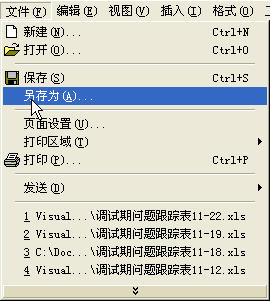 文件(F) 编辑(E) 视图(V) 插入(I) 格式(O)
新建(N)... Ctrl+N
打开(O)... Ctrl+O
保存(S) Ctrl+S
另存为(A)...
页面设置(U)...
打印区域(T)
打印(P)... Ctrl+P
发送(D)
1 Visual...\调试期问题跟踪表11-22.xls
2 Visual...\调试期问题跟踪表11-19.xls
3 C:\Doc...\调试期问题跟踪表11-18.xls
4 Visual...\调试期问题跟踪表11-12.xls